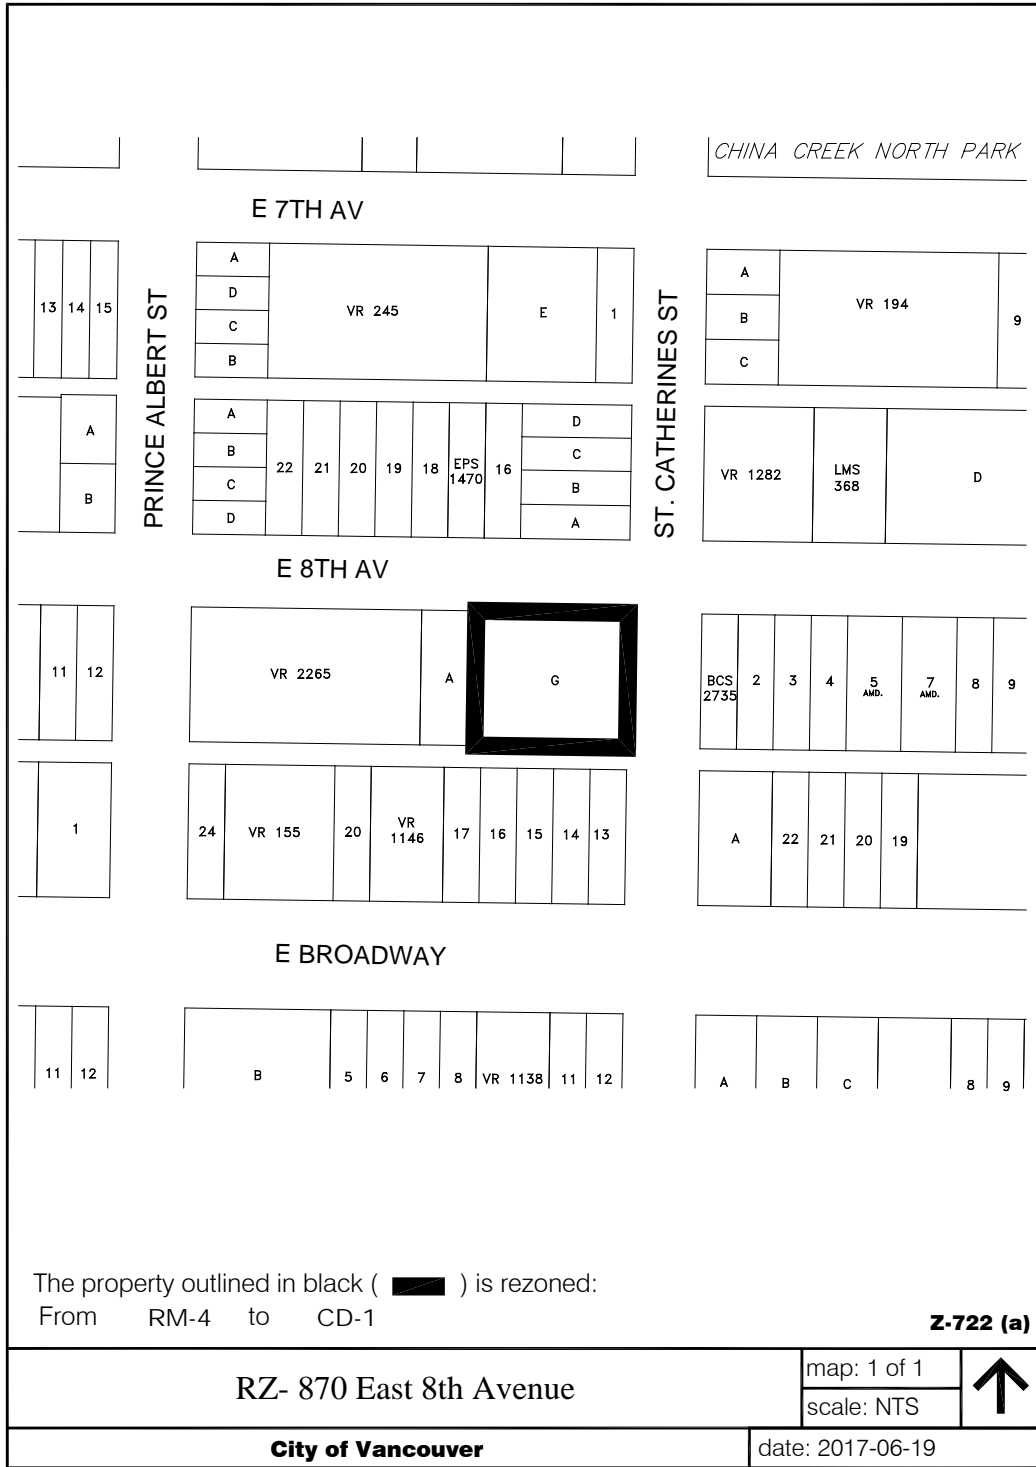 CHINA CREEK NORTH PARK
E 7TH AV
13 14 15
PRINCE ALBERT ST
A
D
C
B
VR 245
E
1
ST. CATHERINES ST
A
B
C
VR 194
9
A
B
A
B
C
D
22 21 20 19 18
EPS
1470
16
D
C
B
A
VR 1282
LMS
368
D
E 8TH AV
11 12
VR 2265
A
G
BCS
2735
2 3 4
5
AMD.
7
AMD.
8 9
1
24 VR 155 20
VR
1146
17 16 15 14 13
A 22 21 20 19
E BROADWAY
11 12
B 5 6 7 8 VR 1138 11 12
A B C 8 9
The property outlined in black ( ) is rezoned:
From RM-4 to CD-1
Z-722 (a)
RZ- 870 East 8th Avenue
map: 1 of 1
scale: NTS
City of Vancouver
date: 2017-06-19